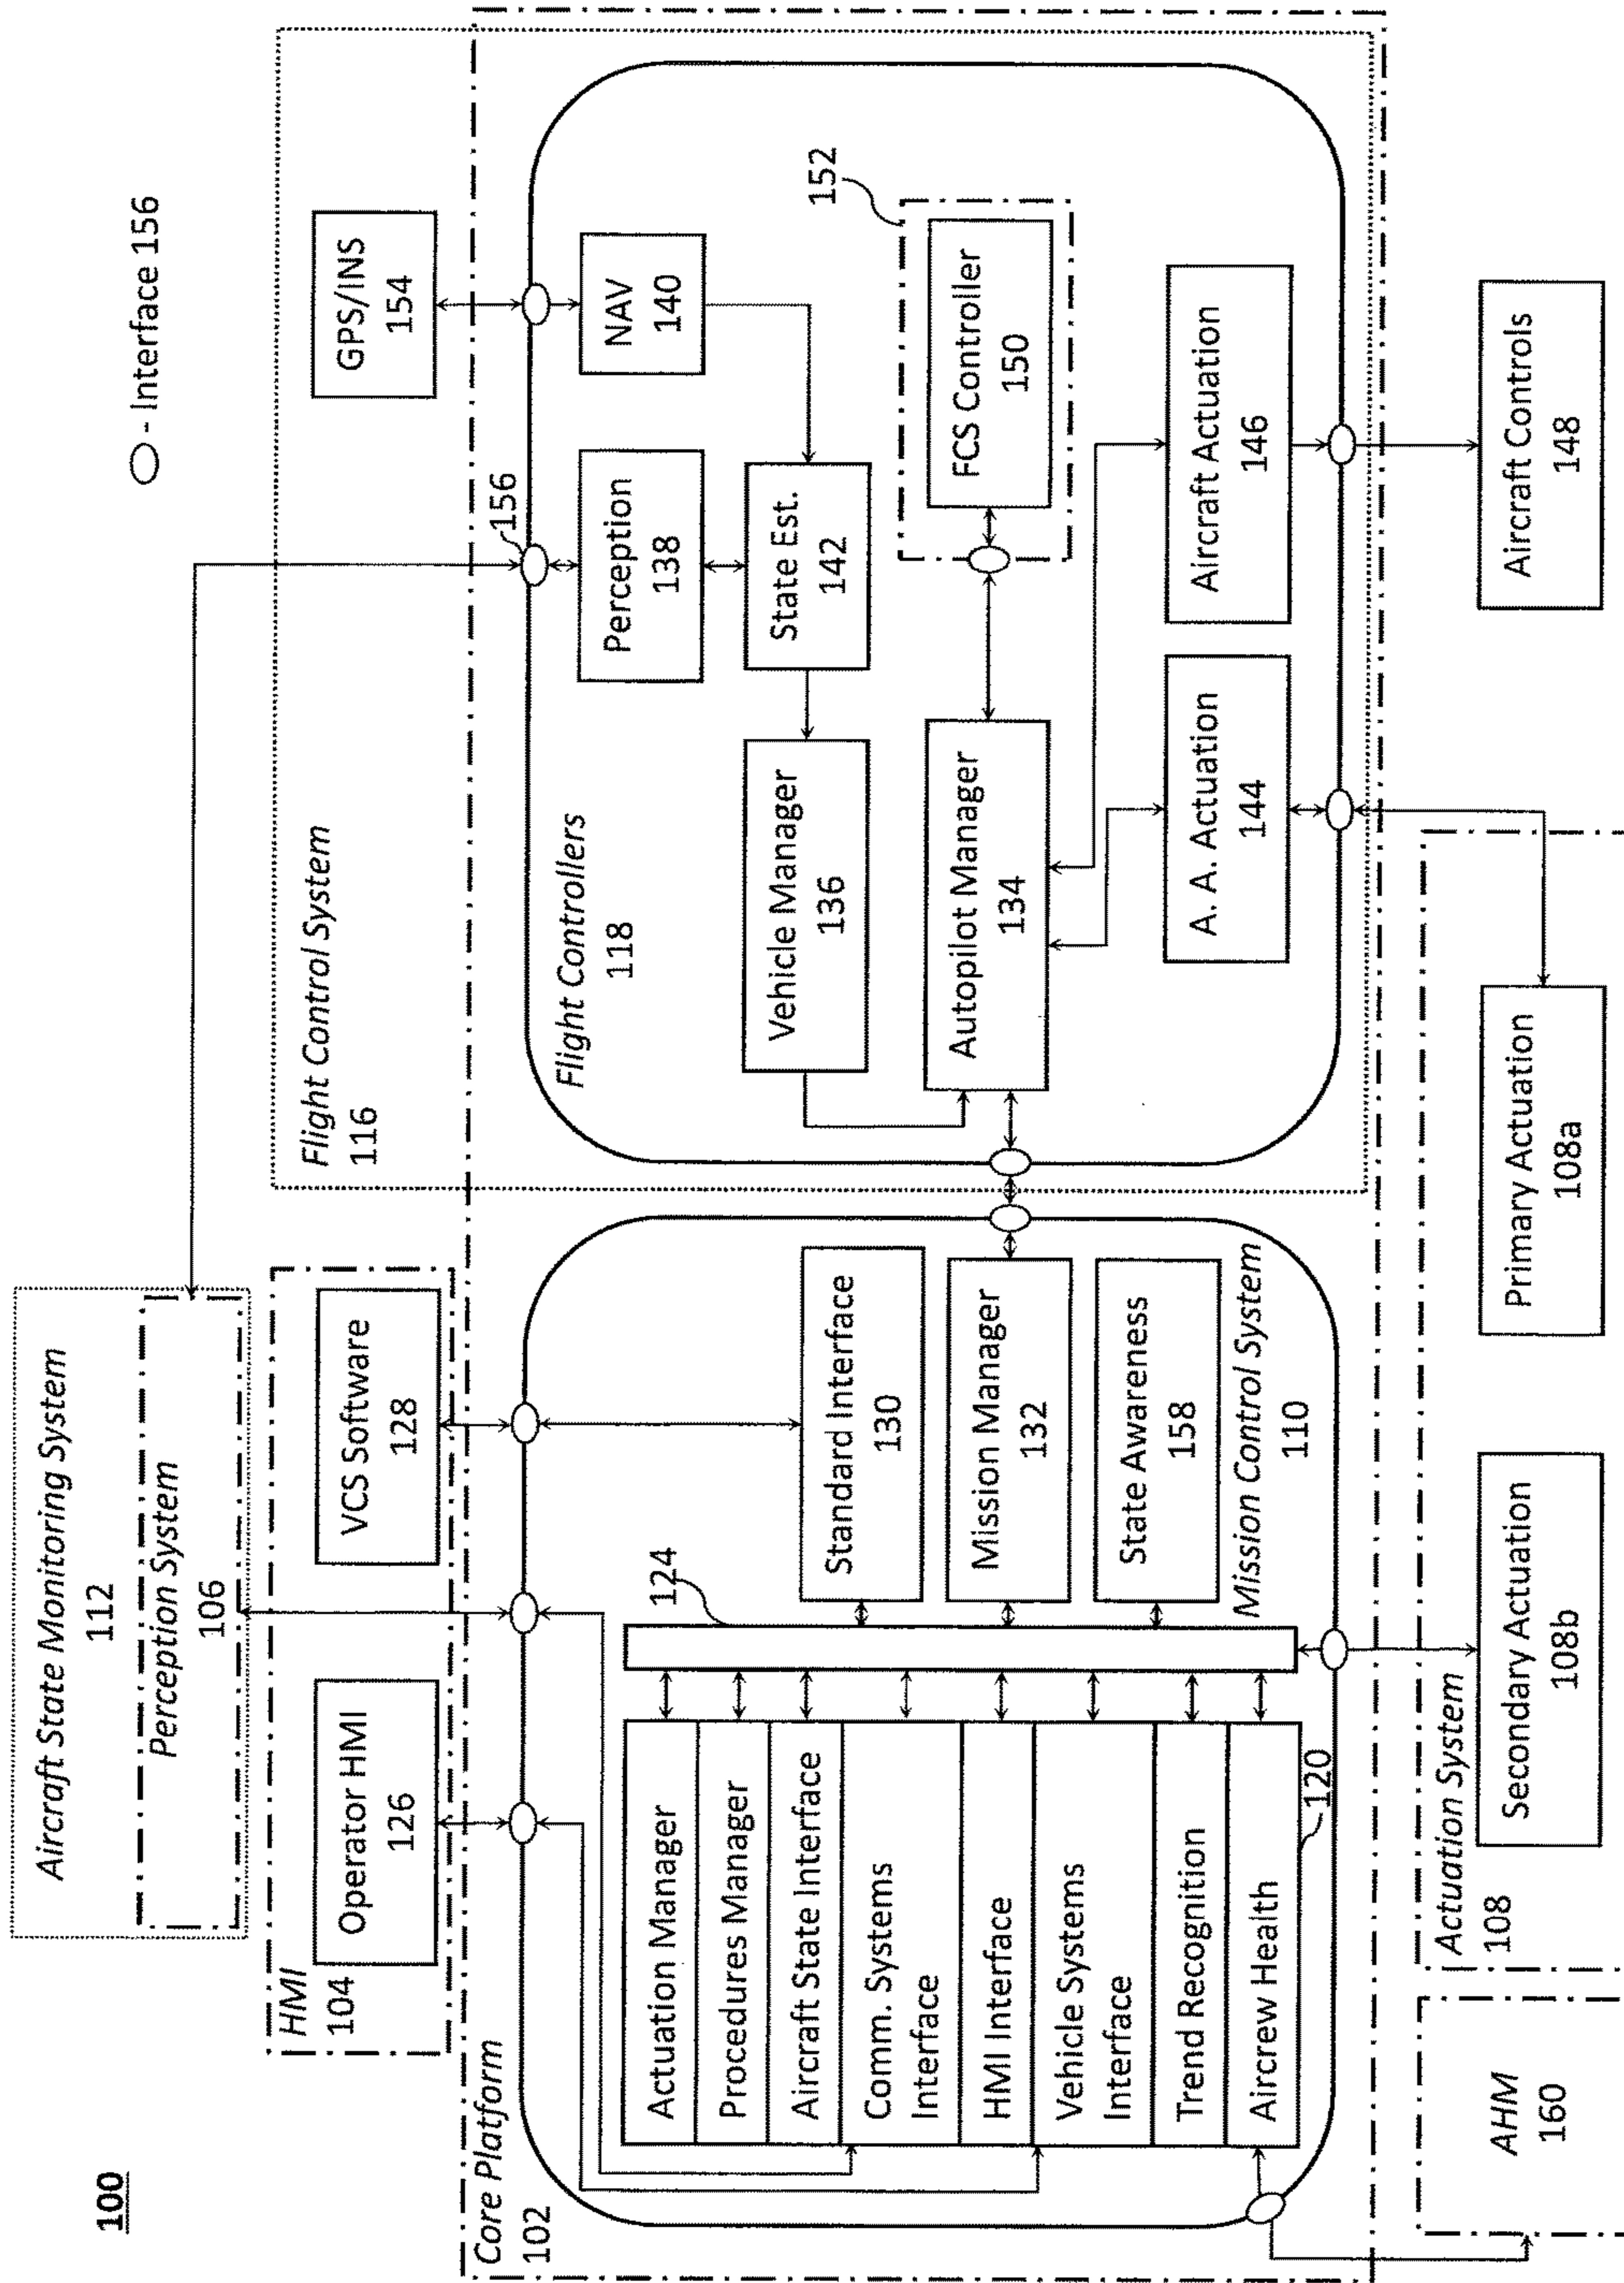 100
Aircraft State Monitoring System
112
Perception System
106
○ - Interface 156
HMI
104
Operator HMI
126
VCS Software
128
Flight Control System
116
GPS/INS
154
Core Platform
102
Actuation Manager
Procedures Manager
Aircraft State Interface
Comm. Systems
Interface
HMI Interface
Vehicle Systems
Interface
Trend Recognition
Aircrew Health
120
124
Standard Interface
130
Mission Manager
132
State Awareness
158
Mission Control System
110
Flight Controllers
118
156
Perception
138
NAV
140
State Est.
142
Vehicle Manager
136
Autopilot Manager
134
152
FCS Controller
150
A. A. Actuation
144
Aircraft Actuation
146
AHM
160
Actuation System
108
Secondary Actuation
108b
Primary Actuation
108a
Aircraft Controls
148